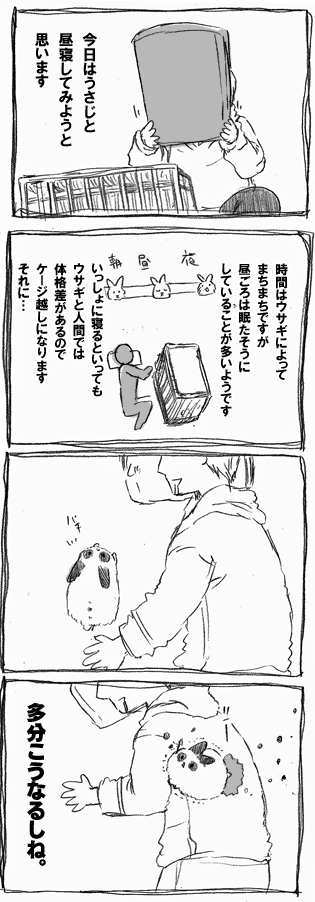 今日はうさじと
昼寝してみようと
思います
時間はウサギによって
まちまちですが
昼ごろは眠たそうに
していることが多いようです
朝 昼 夜
いっしょに寝るといっても
ウサギと人間では
体格差があるので
ケージ越しになります
それに…
多分こうなるしね。